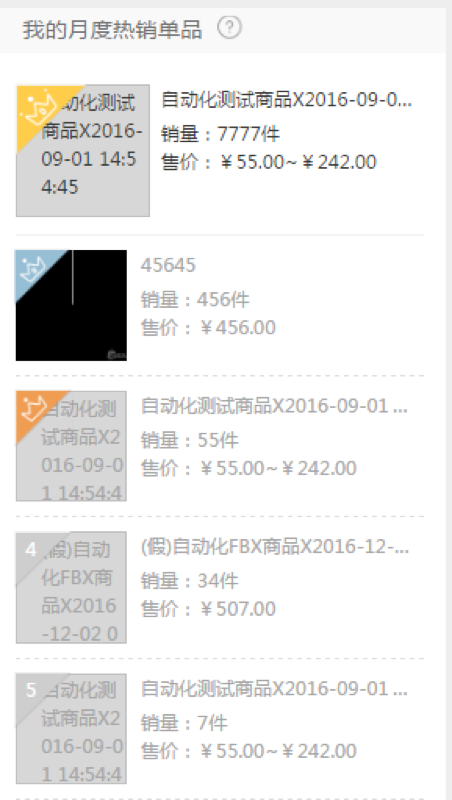 我的月度热销单品 ?
自动化测试
商品X2016-
09-01 14:5
4:45
自动化测试商品X2016-09-0...
销量：7777件
售价：￥55.00~￥242.00
45645
销量：456件
售价：￥456.00
自动化测
试商品X2
016-09-0
1 14:54:4
自动化测试商品X2016-09-01 ...
销量：55件
售价：￥55.00~￥242.00
4
(假)自动
化FBX商
品X2016
-12-02 0
(假)自动化FBX商品X2016-12-...
销量：34件
售价：￥507.00
5
自动化测
试商品X2
016-09-0
1 14:54:4
自动化测试商品X2016-09-01 ...
销量：7件
售价：￥55.00~￥242.00